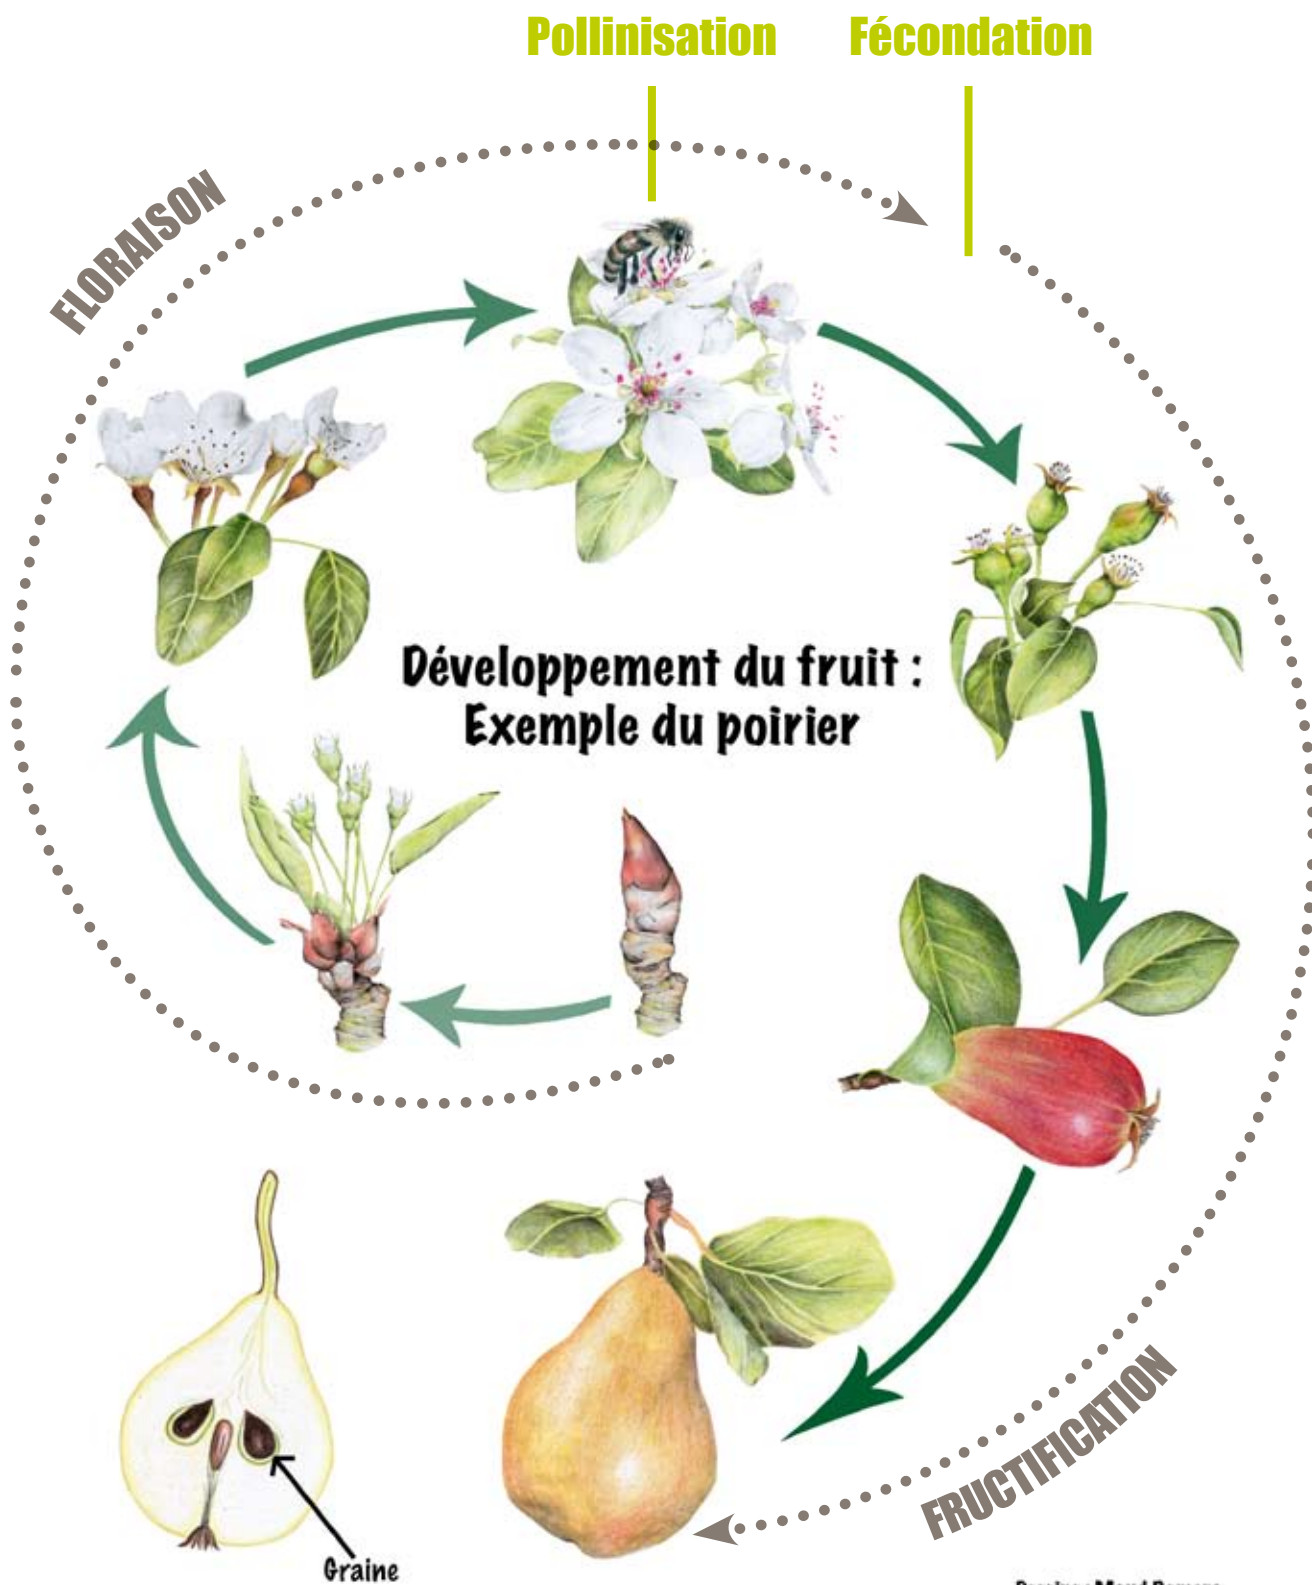 Pollinisation
Fécondation
FLORAISON
Développement du fruit :
Exemple du poirier
FRUCTIFICATION
Graine